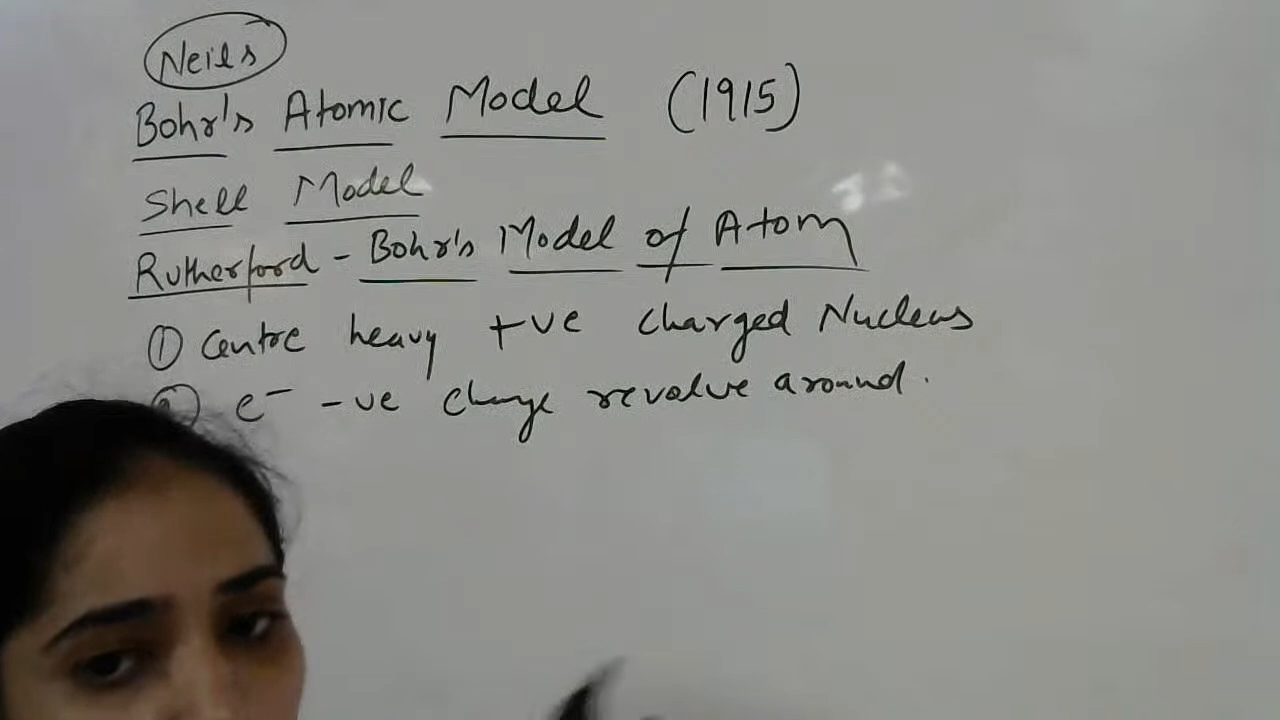 Neils
Bohr's Atomic Model (1915)
Shell Model
Rutherford - Bohr's Model of Atom
① Centre heavy +ve charged Nucleus
② e⁻ -ve charge revolve around.